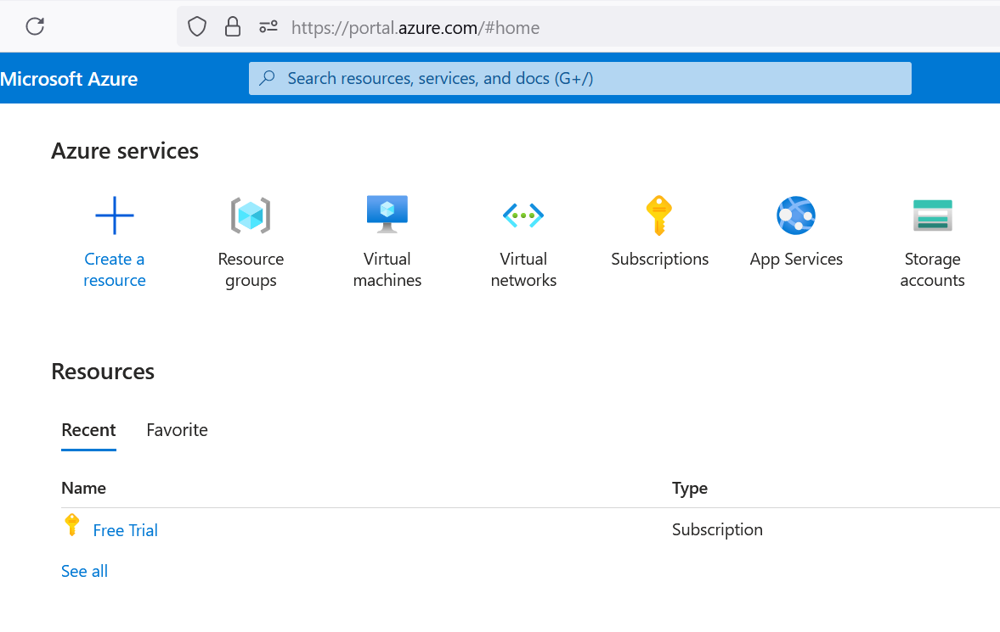 https://portal.azure.com/#home
Microsoft Azure
Search resources, services, and docs (G+/)
Azure services
Create a resource
Resource groups
Virtual machines
Virtual networks
Subscriptions
App Services
Storage accounts
Resources
Recent Favorite
Name Type
Free Trial Subscription
See all